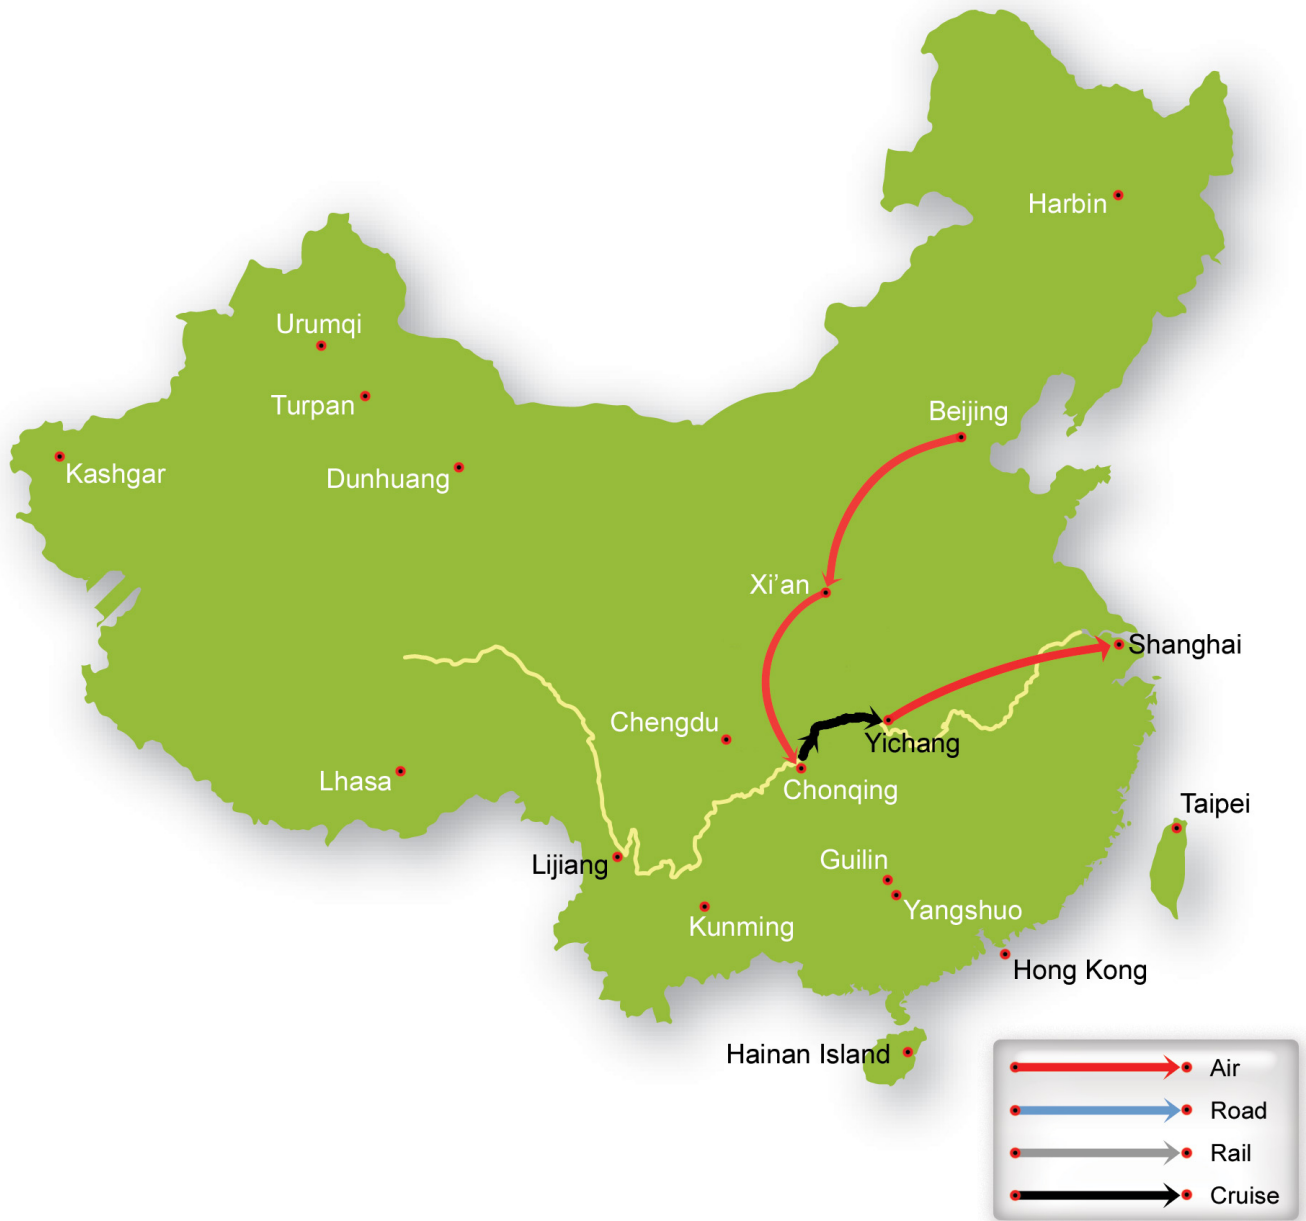 Harbin
Urumqi
Turpan
Beijing
Kashgar
Dunhuang
Xi’an
Shanghai
Chengdu
Yichang
Lhasa
Chonqing
Taipei
Lijiang
Guilin
Yangshuo
Kunming
Hong Kong
Hainan Island
Air
Road
Rail
Cruise